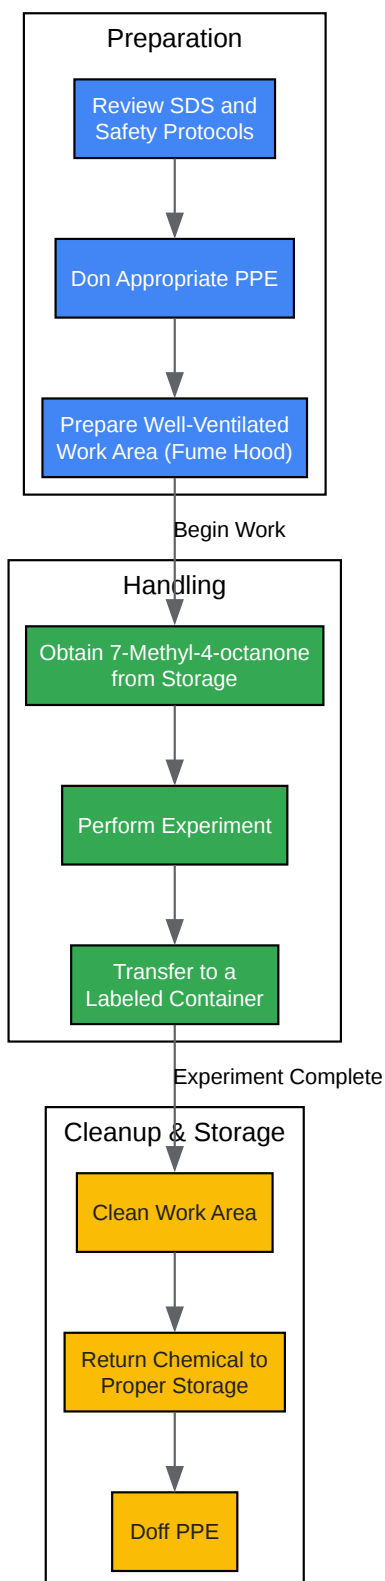 Preparation
Review SDS and
Safety Protocols
Don Appropriate PPE
Prepare Well-Ventilated
Work Area (Fume Hood)
Begin Work
Handling
Obtain 7-Methyl-4-octanone
from Storage
Perform Experiment
Transfer to a
Labeled Container
Experiment Complete
Cleanup & Storage
Clean Work Area
Return Chemical to
Proper Storage
Doff PPE